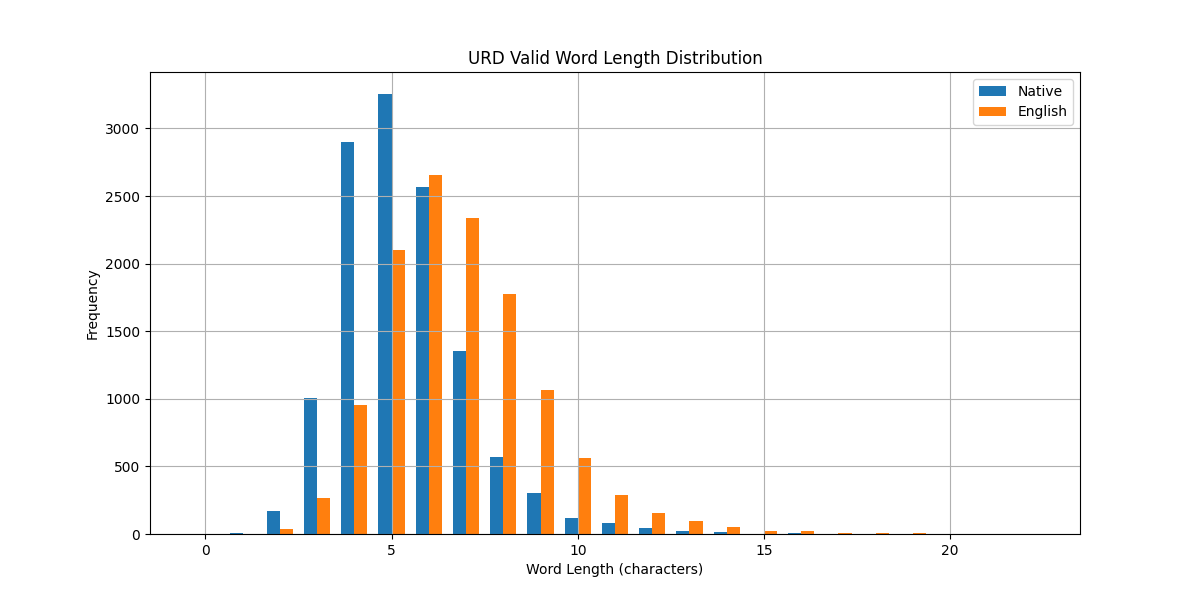 URD Valid Word Length Distribution
Native
English
3000
2500
2000
1500
1000
500
0
Frequency
0 5 10 15 20
Word Length (characters)